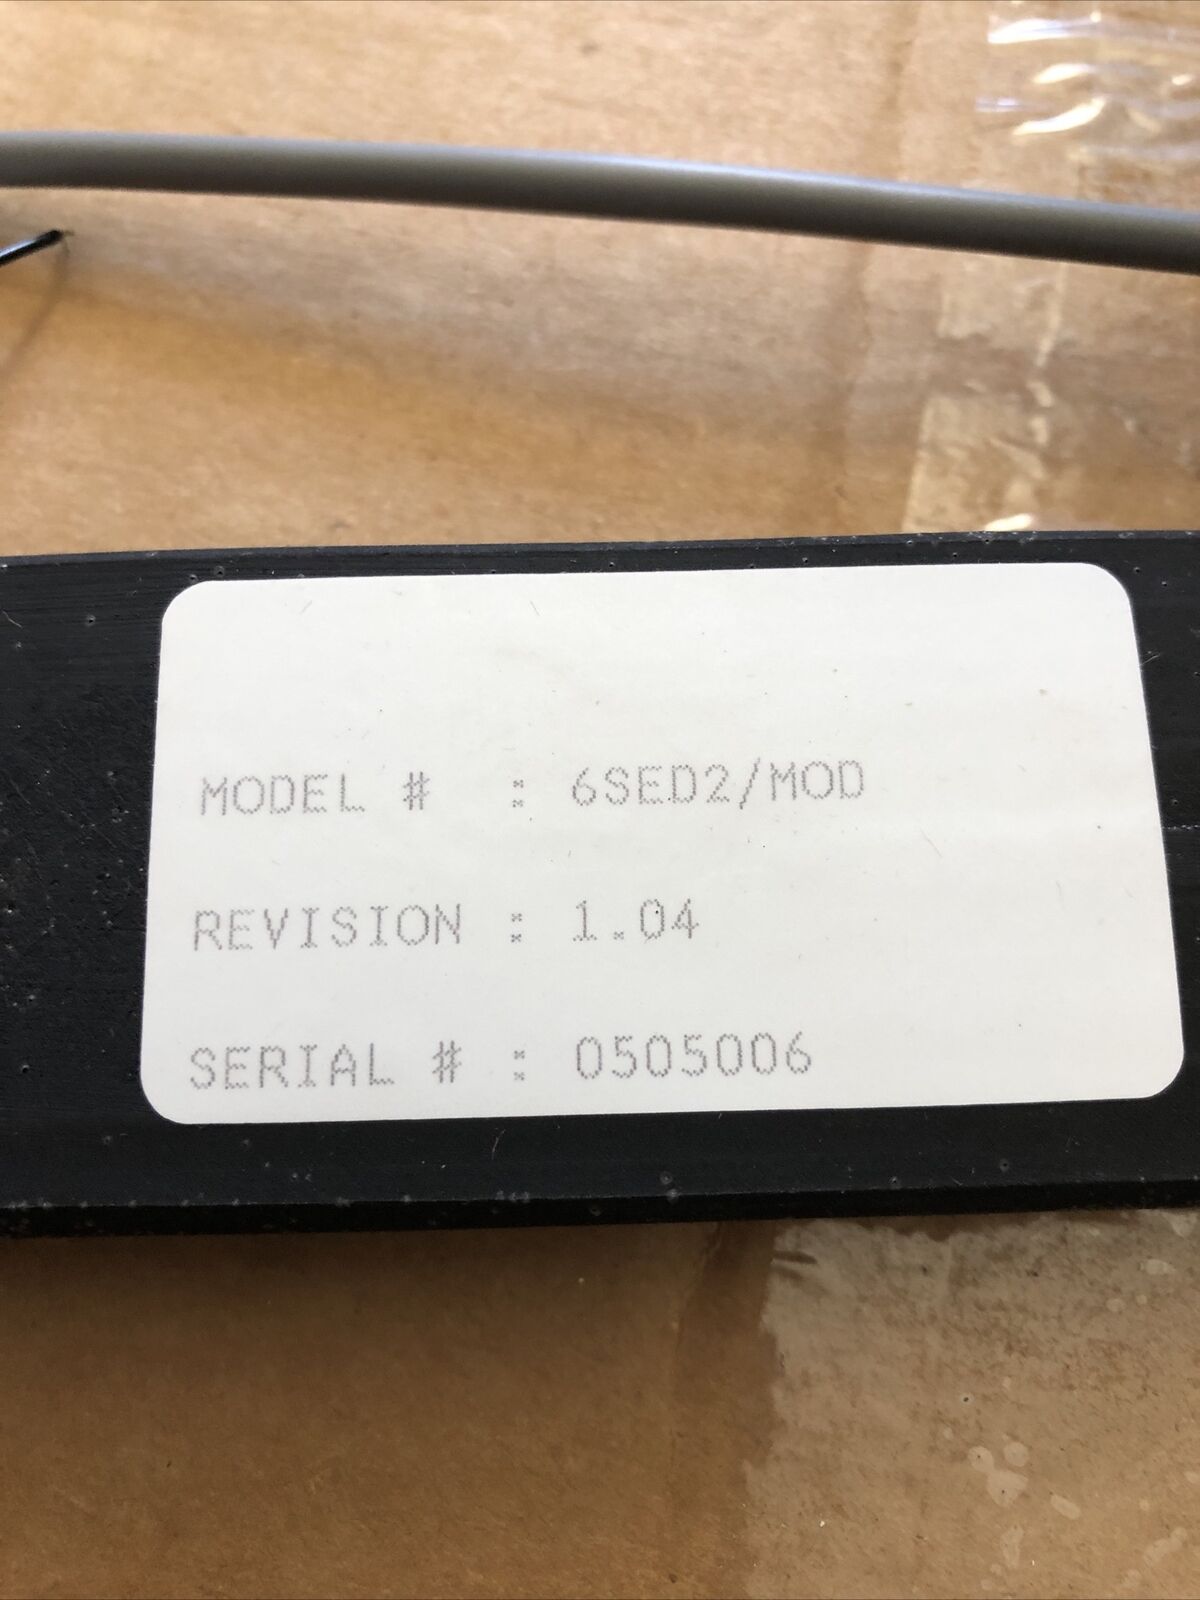 MODEL # : 6SED2/MOD
REVISION : 1.04
SERIAL # : 0505006